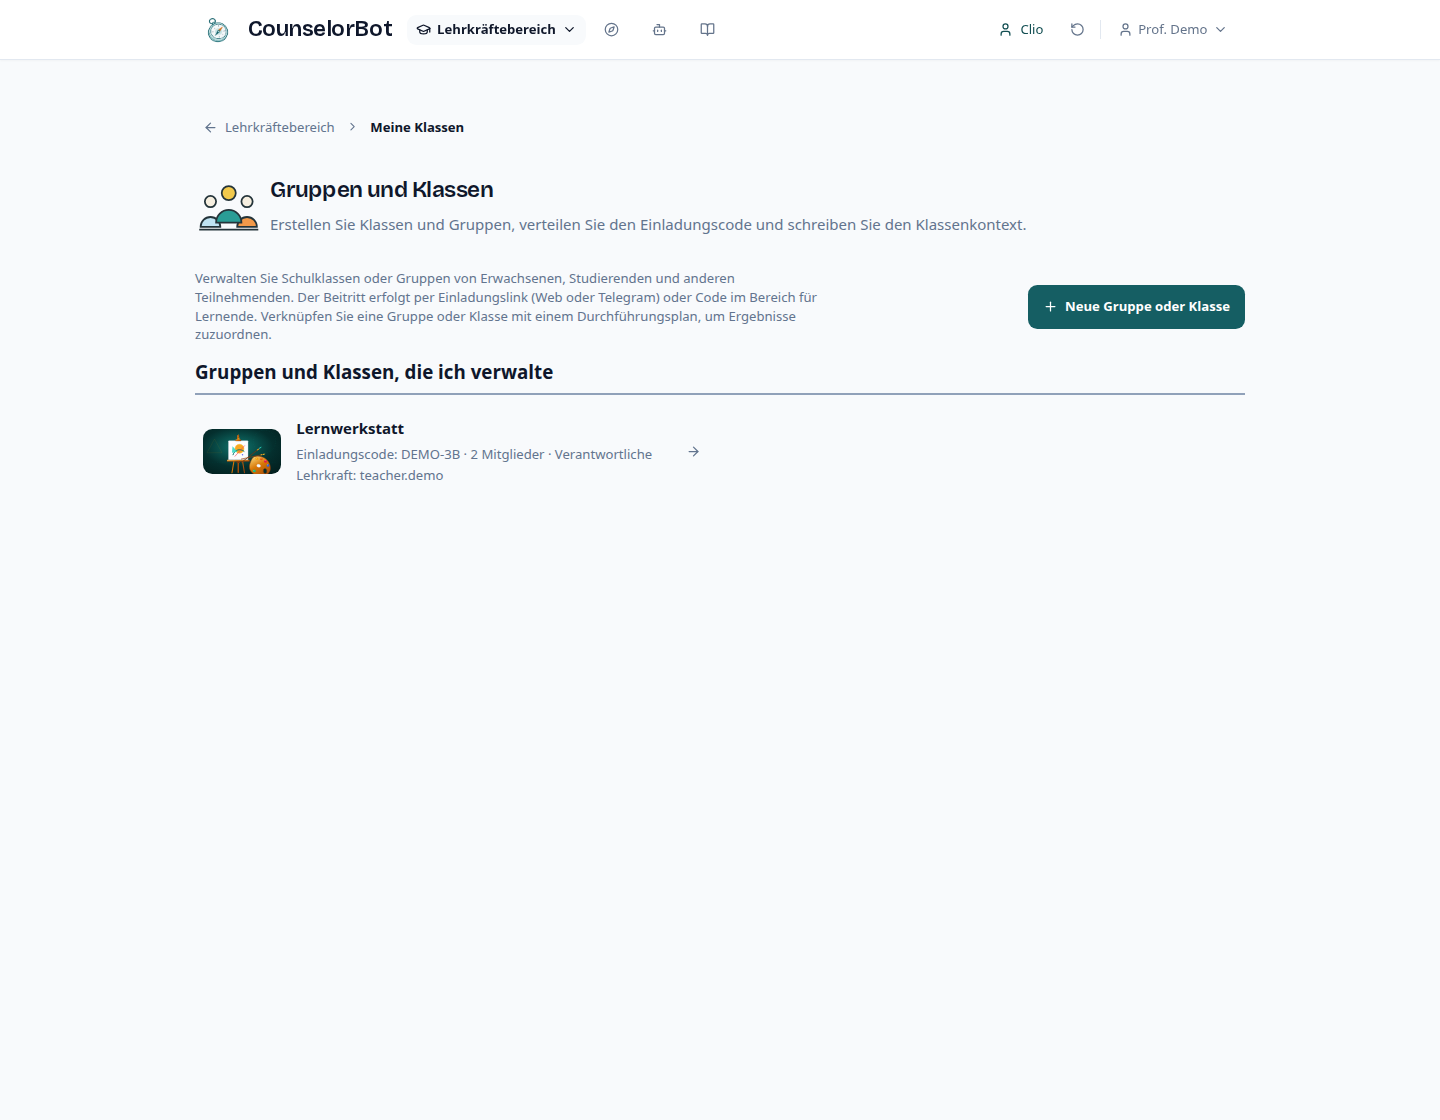 CounselorBot
Lehrkräftebereich
Clio
Prof. Demo
Lehrkräftebereich
Meine Klassen
Gruppen und Klassen
Erstellen Sie Klassen und Gruppen, verteilen Sie den Einladungscode und schreiben Sie den Klassenkontext.
Verwalten Sie Schulklassen oder Gruppen von Erwachsenen, Studierenden und anderen
Teilnehmenden. Der Beitritt erfolgt per Einladungslink (Web oder Telegram) oder Code im Bereich für
Lernende. Verknüpfen Sie eine Gruppe oder Klasse mit einem Durchführungsplan, um Ergebnisse
zuzuordnen.
Neue Gruppe oder Klasse
Gruppen und Klassen, die ich verwalte
Lernwerkstatt
Einladungscode: DEMO-3B · 2 Mitglieder · Verantwortliche
Lehrkraft: teacher.demo